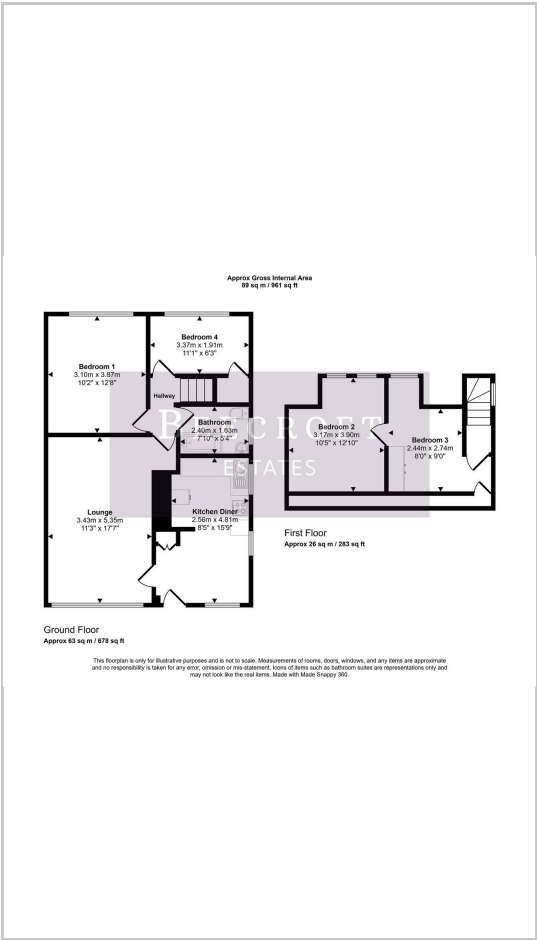 Approx Gross Internal Area
89 sq m / 961 sq ft
Bedroom 4
3.37m x 1.91m
11'1" x 6'3"
Bedroom 1
3.10m x 3.87m
10'2" x 12'8"
Hallway
Bathroom
2.40m x 1.63m
7'10" x 5'4"
Bedroom 2
3.17m x 3.90m
10'5" x 12'10"
Bedroom 3
2.44m x 2.74m
8'0" x 9'0"
BEECROFT
ESTATES
Lounge
3.43m x 5.35m
11'3" x 17'7"
Kitchen Diner
2.56m x 4.81m
8'5" x 15'9"
First Floor
Approx 26 sq m / 283 sq ft
Ground Floor
Approx 63 sq m / 678 sq ft
This floorplan is only for illustrative purposes and is not to scale. Measurements of rooms, doors, windows, and any items are approximate
and no responsibility is taken for any error, omission or mis-statement. Icons of items such as bathroom suites are representations only and
may not look like the real items. Made with Made Snappy 360.